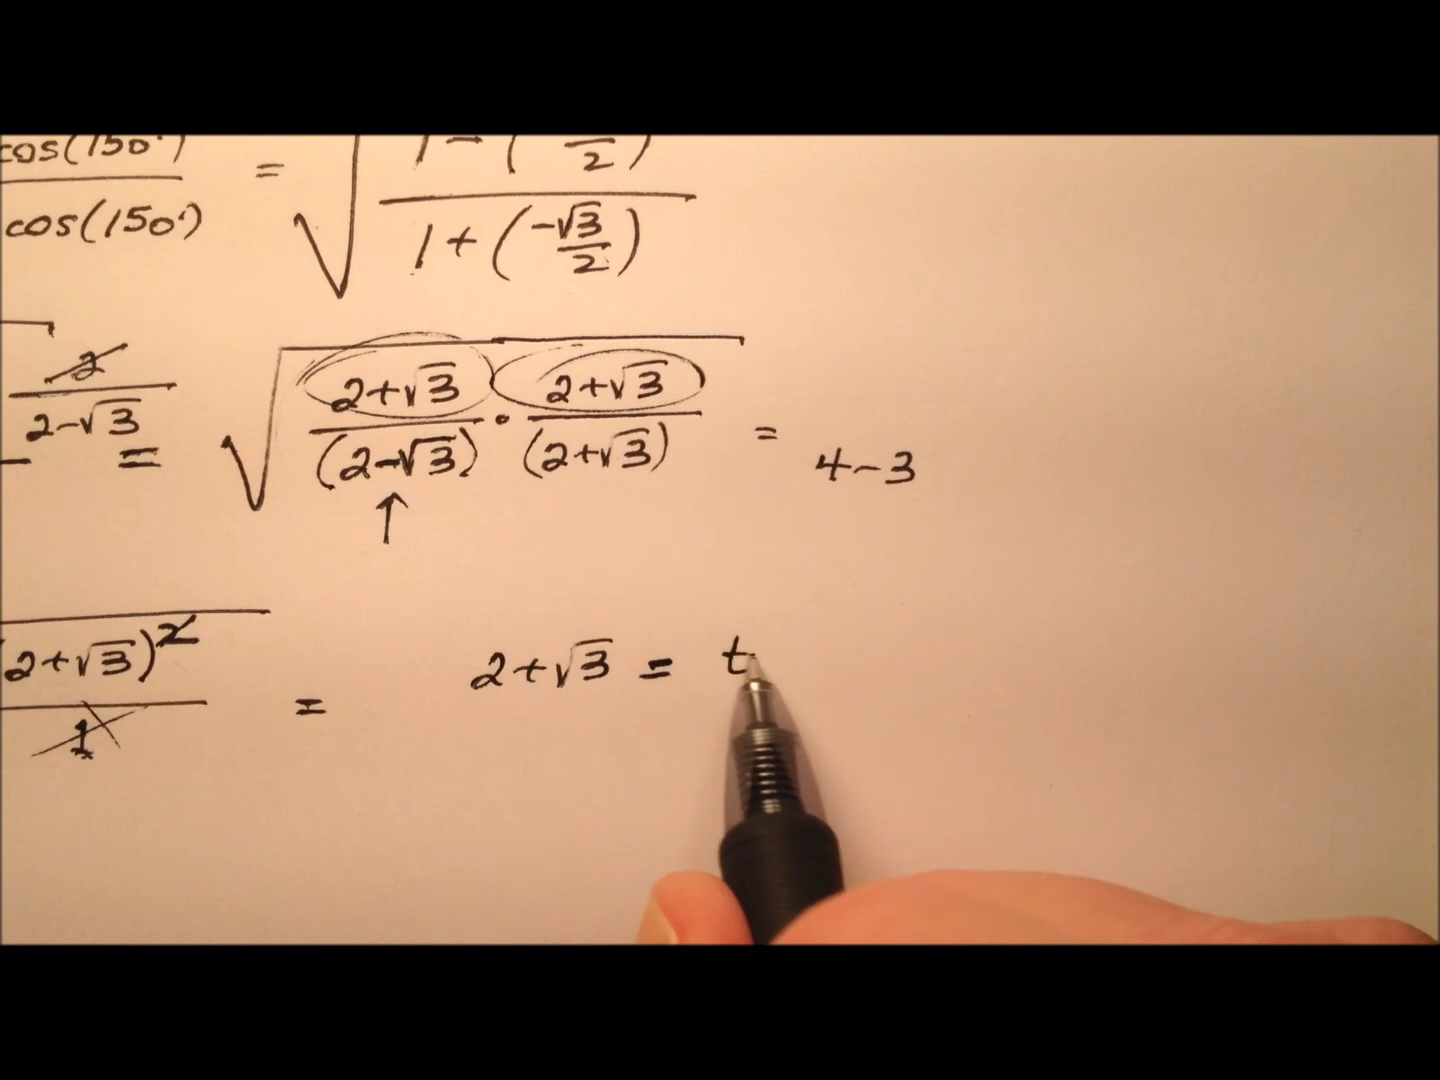 cos(150°) = √ 1 - ( /2)
cos(150°) 1 + (-√3/2)
2 / 2-√3 = √ 2+√3 / (2-√3) · 2+√3 / (2+√3) = 4-3
↑
(2+√3)² / 1 = 2+√3 = t